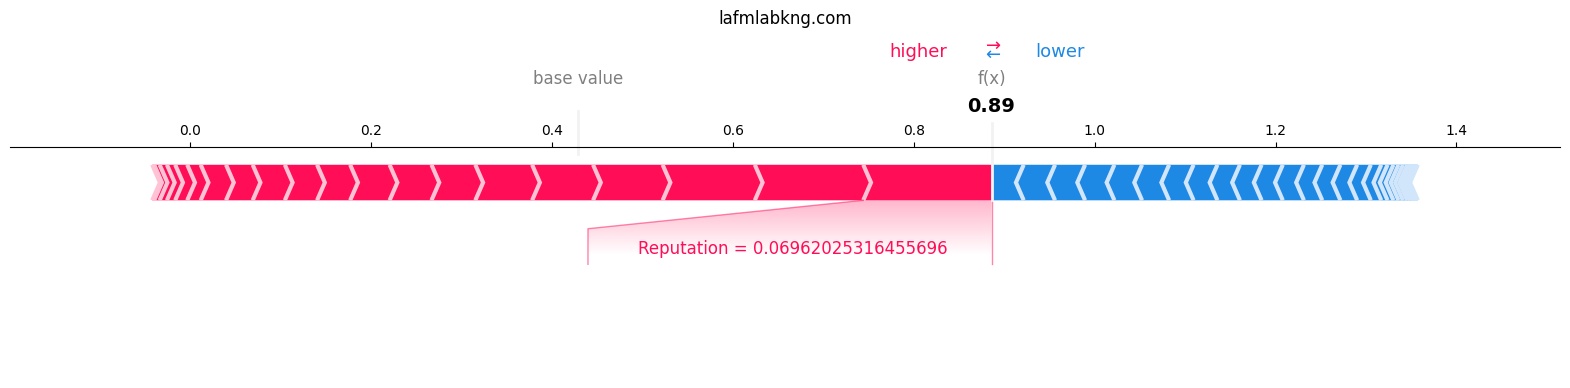 lafmlabkng.com
higher ⇄ lower
base value f(x)
0.89
0.0 0.2 0.4 0.6 0.8 1.0 1.2 1.4
Reputation = 0.06962025316455696